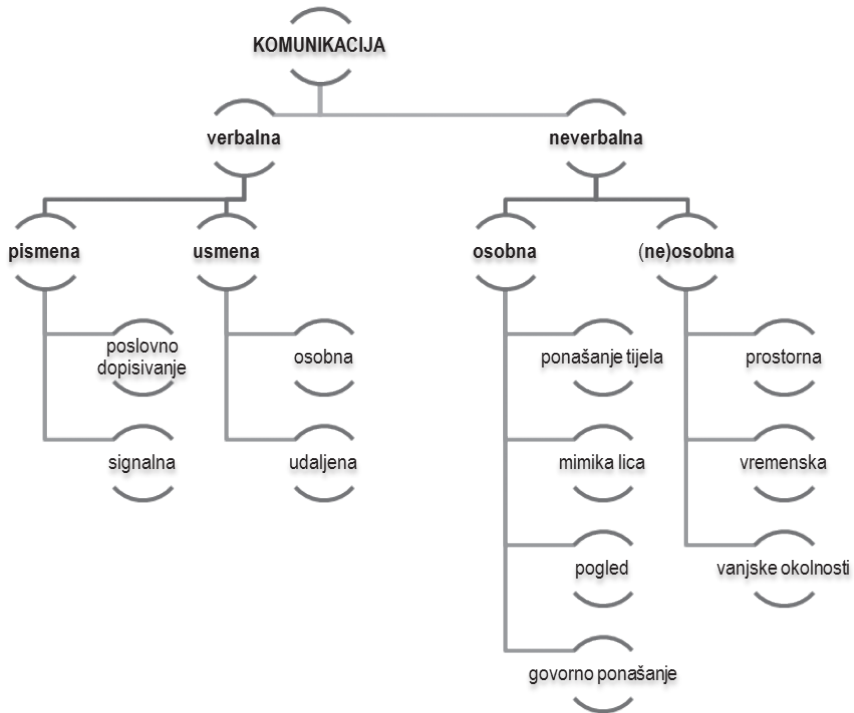 KOMUNIKACIJA
verbalna
neverbalna
pismena
usmena
osobna
(ne)osobna
poslovno
dopisivanje
osobna
ponašanje tijela
prostorna
signalna
udaljena
mimika lica
vremenska
pogled
vanjske okolnosti
govorno ponašanje